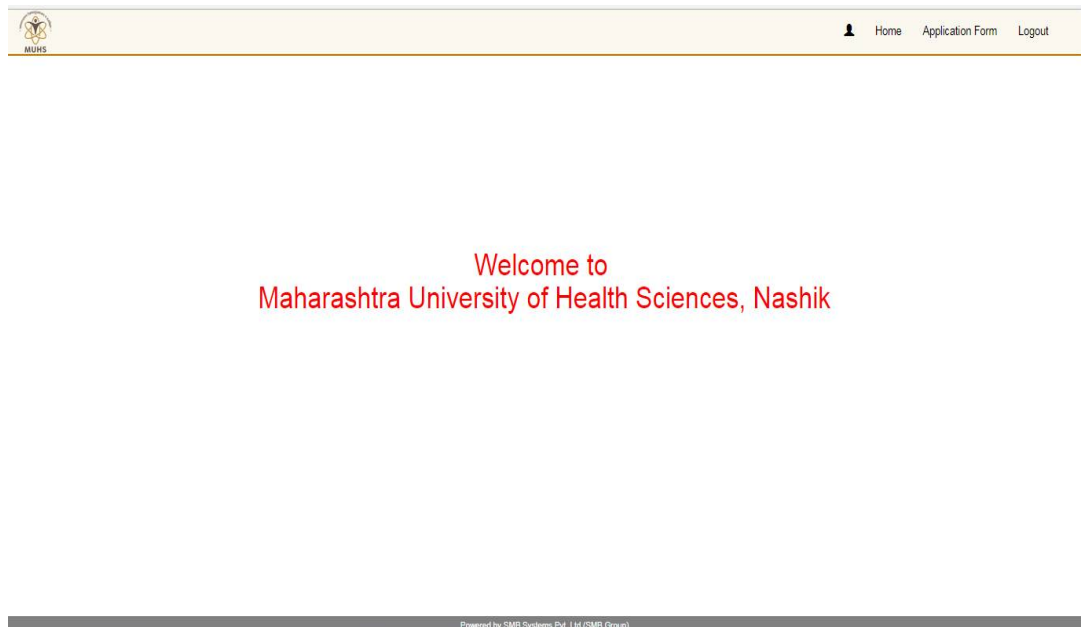 MUHS
Home Application Form Logout
Welcome to
Maharashtra University of Health Sciences, Nashik
Powered by SMB Systems Pvt. Ltd (SMB Group)